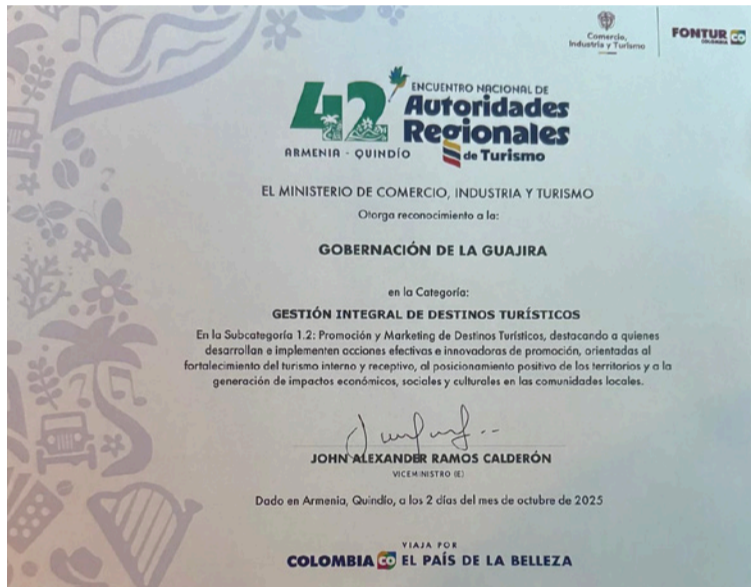 Comercio,
Industria y Turismo
FONTUR CO
COLOMBIA
42 ENCUENTRO NACIONAL DE
Autoridades
Regionales
de Turismo
ARMENIA - QUINDÍO
EL MINISTERIO DE COMERCIO, INDUSTRIA Y TURISMO
Otorga reconocimiento a la:
GOBERNACIÓN DE LA GUAJIRA
en la Categoría:
GESTIÓN INTEGRAL DE DESTINOS TURÍSTICOS
En la Subcategoría 1.2: Promoción y Marketing de Destinos Turísticos, destacando a quienes
desarrollan e implementen acciones efectivas e innovadoras de promoción, orientadas al
fortalecimiento del turismo interno y receptivo, al posicionamiento positivo de los territorios y a la
generación de impactos económicos, sociales y culturales en las comunidades locales.
JOHN ALEXANDER RAMOS CALDERÓN
VICEMINISTRO (E)
Dado en Armenia, Quindío, a los 2 días del mes de octubre de 2025
VIAJA POR
COLOMBIA CO EL PAÍS DE LA BELLEZA